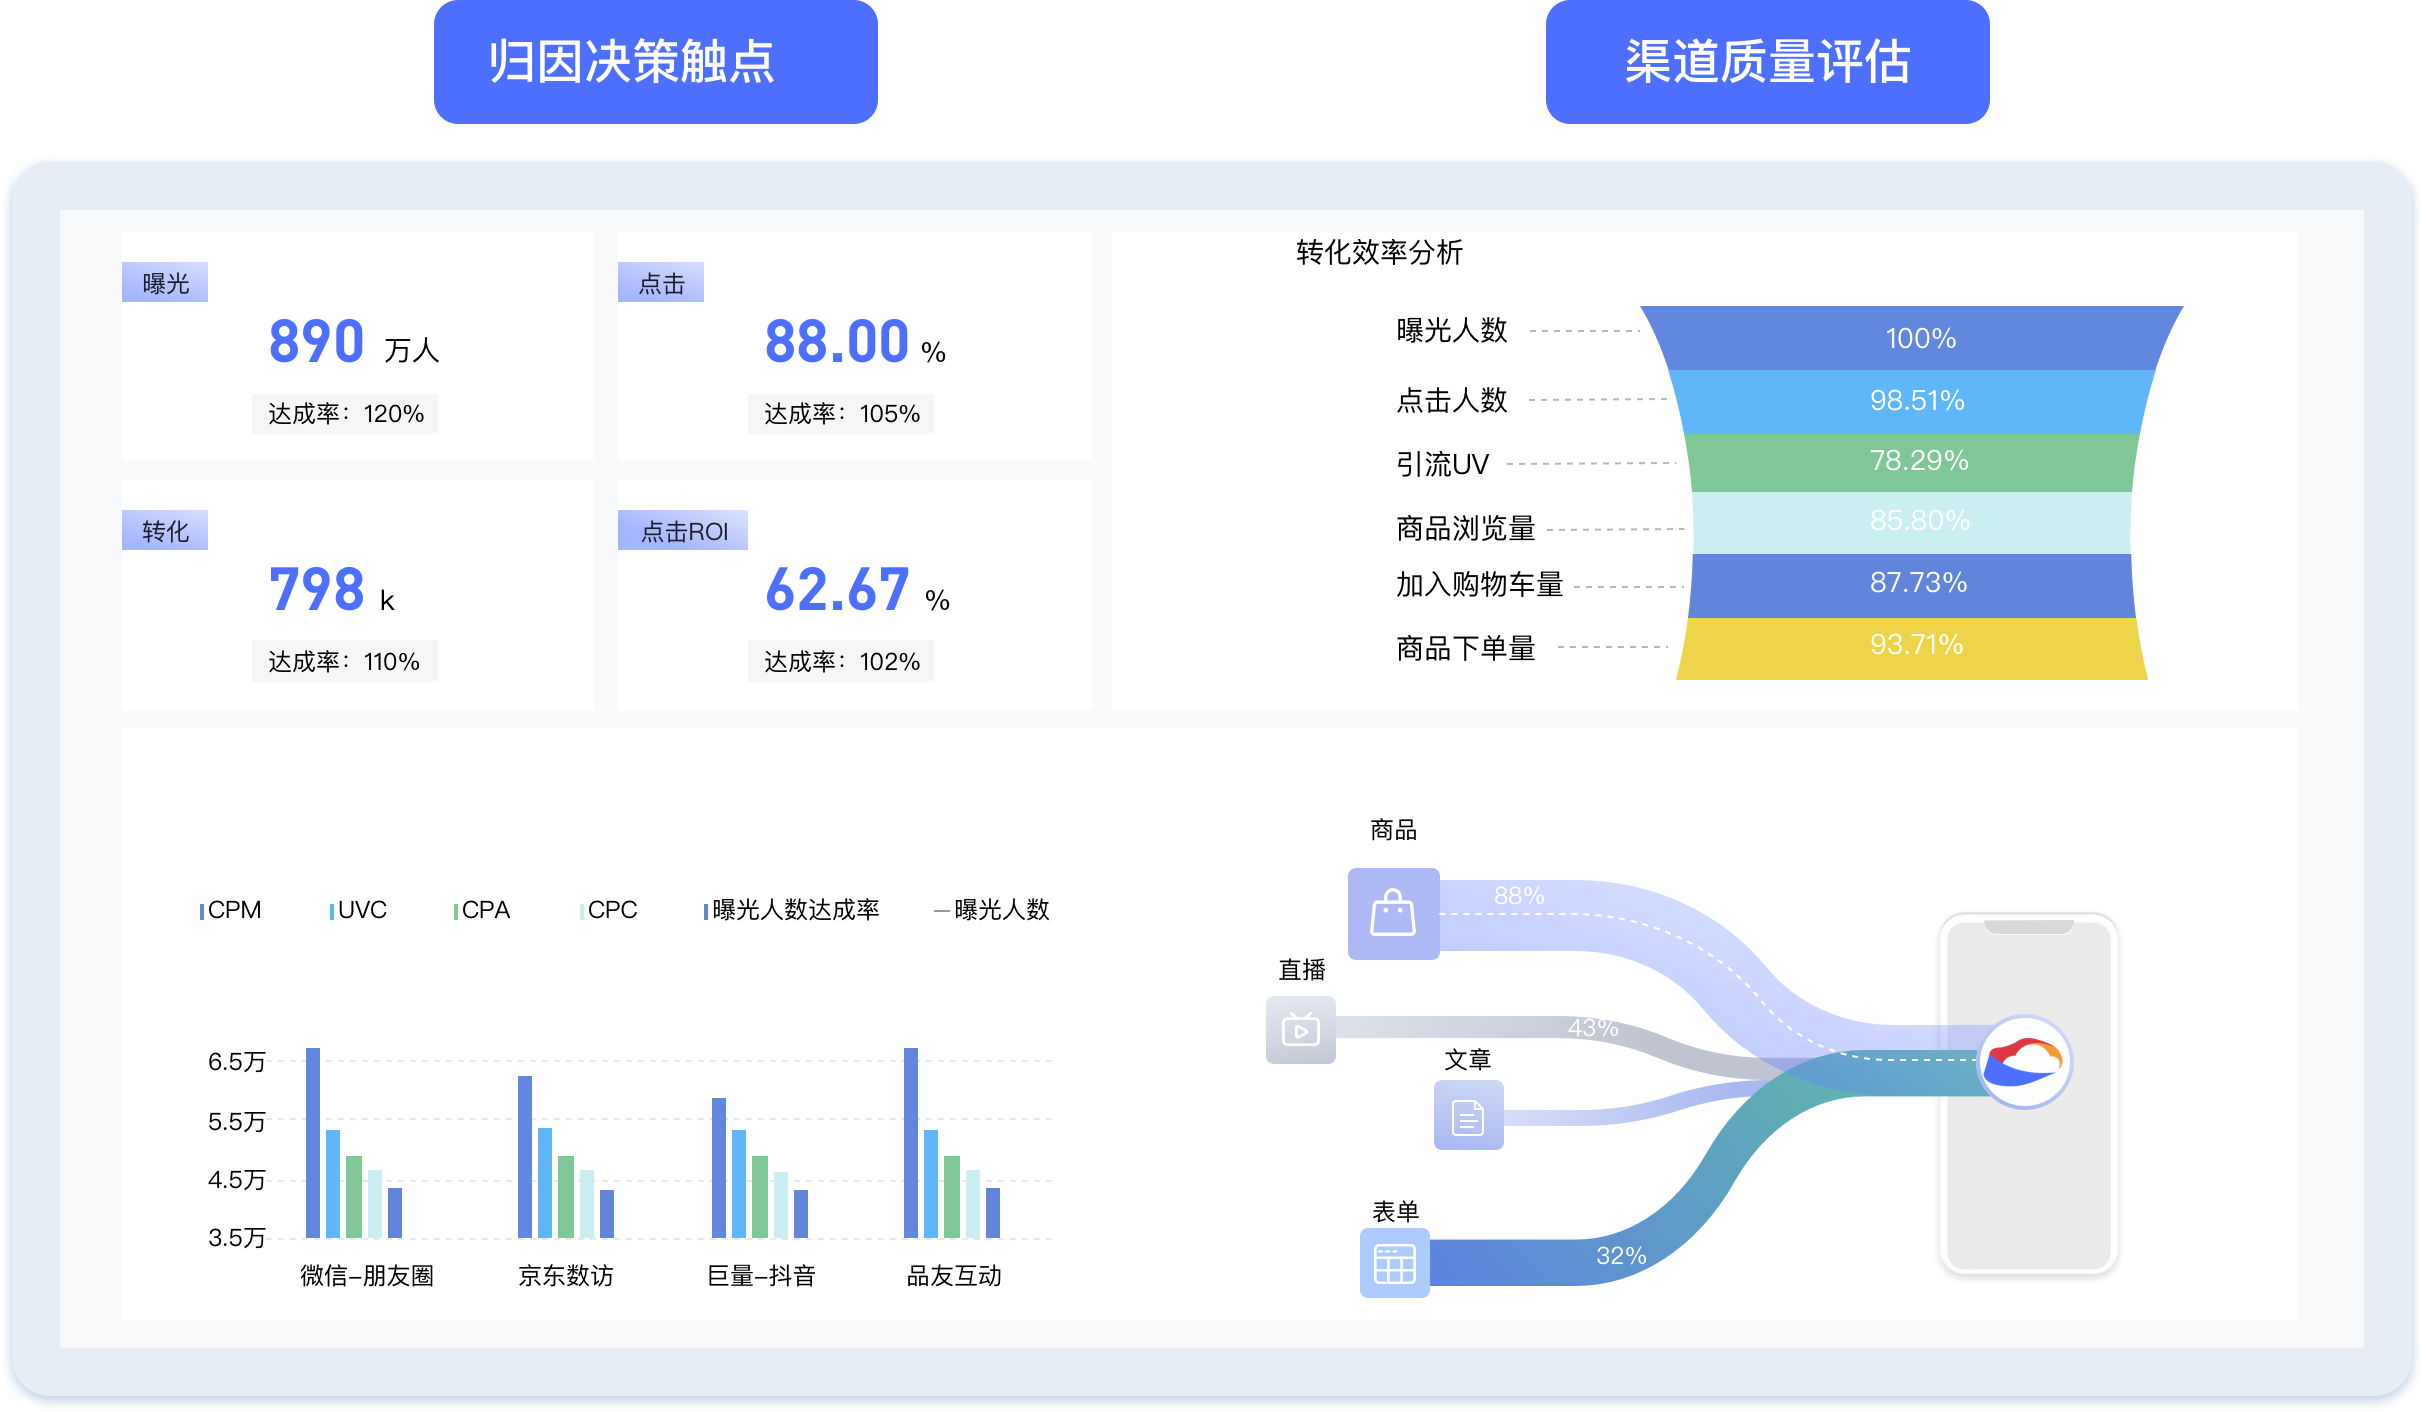 归因决策触点
渠道质量评估
曝光
890 万人
达成率：120%
点击
88.00 %
达成率：105%
转化
798 k
达成率：110%
点击ROI
62.67 %
达成率：102%
转化效率分析
曝光人数 100%
点击人数 98.51%
引流UV 78.29%
商品浏览量 85.80%
加入购物车量 87.73%
商品下单量 93.71%
CPM UVC CPA CPC 曝光人数达成率 曝光人数
6.5万
5.5万
4.5万
3.5万
微信-朋友圈 京东数访 巨量-抖音 品友互动
商品
88%
直播
43%
文章
表单
32%